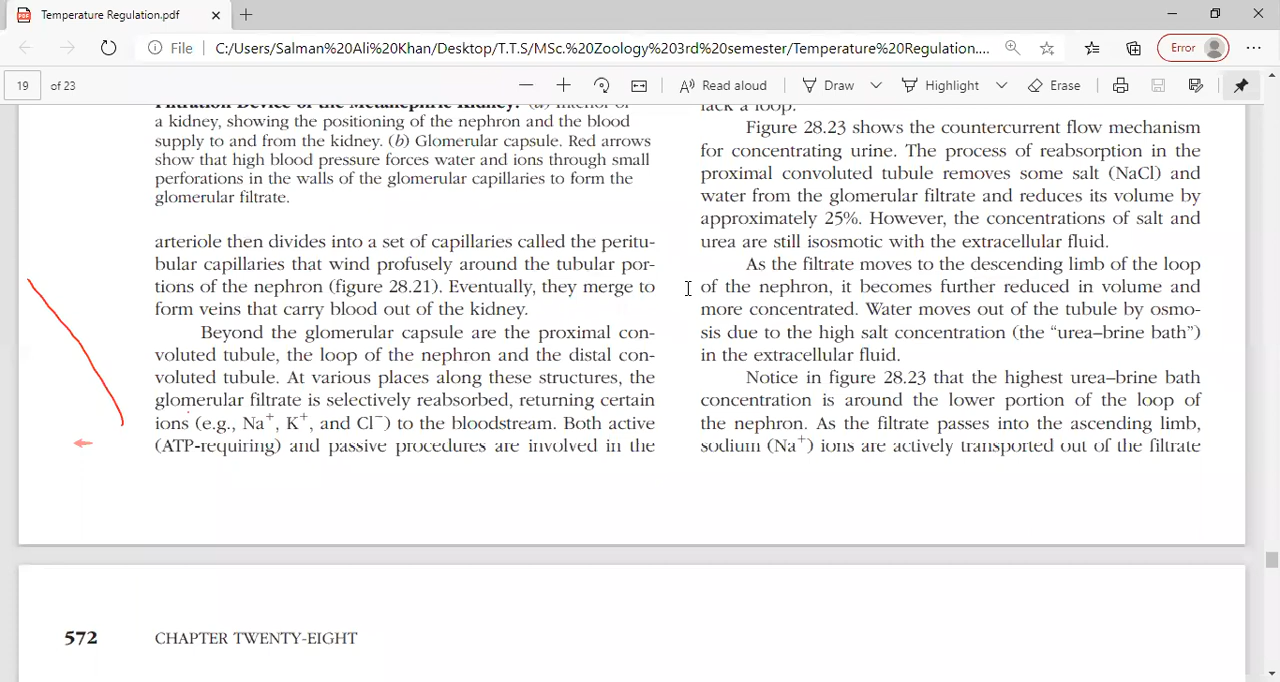 Temperature Regulation.pdf
File
C:/Users/Salman%20Ali%20Khan/Desktop/T.T.S/MSc.%20Zoology%203rd%20semester/Temperature%20Regulation....
Error
19 of 23
Read aloud
Draw
Highlight
Erase
Filtration Device of the Metanephric Kidney. (a) Interior of
a kidney, showing the positioning of the nephron and the blood
supply to and from the kidney. (b) Glomerular capsule. Red arrows
show that high blood pressure forces water and ions through small
perforations in the walls of the glomerular capillaries to form the
glomerular filtrate.
arteriole then divides into a set of capillaries called the peritu-
bular capillaries that wind profusely around the tubular por-
tions of the nephron (figure 28.21). Eventually, they merge to
form veins that carry blood out of the kidney.
Beyond the glomerular capsule are the proximal con-
voluted tubule, the loop of the nephron and the distal con-
voluted tubule. At various places along these structures, the
glomerular filtrate is selectively reabsorbed, returning certain
ions (e.g., Na⁺, K⁺, and Cl⁻) to the bloodstream. Both active
(ATP-requiring) and passive procedures are involved in the
lack a loop.
Figure 28.23 shows the countercurrent flow mechanism
for concentrating urine. The process of reabsorption in the
proximal convoluted tubule removes some salt (NaCl) and
water from the glomerular filtrate and reduces its volume by
approximately 25%. However, the concentrations of salt and
urea are still isosmotic with the extracellular fluid.
As the filtrate moves to the descending limb of the loop
of the nephron, it becomes further reduced in volume and
more concentrated. Water moves out of the tubule by osmo-
sis due to the high salt concentration (the “urea–brine bath”)
in the extracellular fluid.
Notice in figure 28.23 that the highest urea–brine bath
concentration is around the lower portion of the loop of
the nephron. As the filtrate passes into the ascending limb,
sodium (Na⁺) ions are actively transported out of the filtrate
572 CHAPTER TWENTY-EIGHT